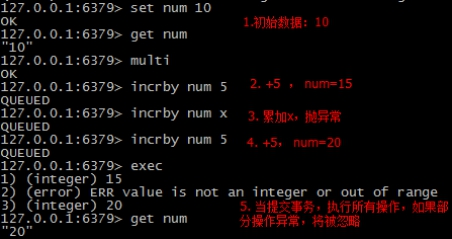 127.0.0.1:6379> set num 10
OK
1.初始数据: 10
127.0.0.1:6379> get num
"10"
127.0.0.1:6379> multi
OK
127.0.0.1:6379> incrby num 5
2. +5 , num=15
QUEUED
127.0.0.1:6379> incrby num x
3. 累加x, 抛异常
QUEUED
127.0.0.1:6379> incrby num 5
4. +5, num=20
QUEUED
127.0.0.1:6379> exec
1) (integer) 15
2) (error) ERR value is not an integer or out of range
3) (integer) 20
5. 当提交事务, 执行所有操作, 如果部
分操作异常, 将被忽略
127.0.0.1:6379> get num
"20"